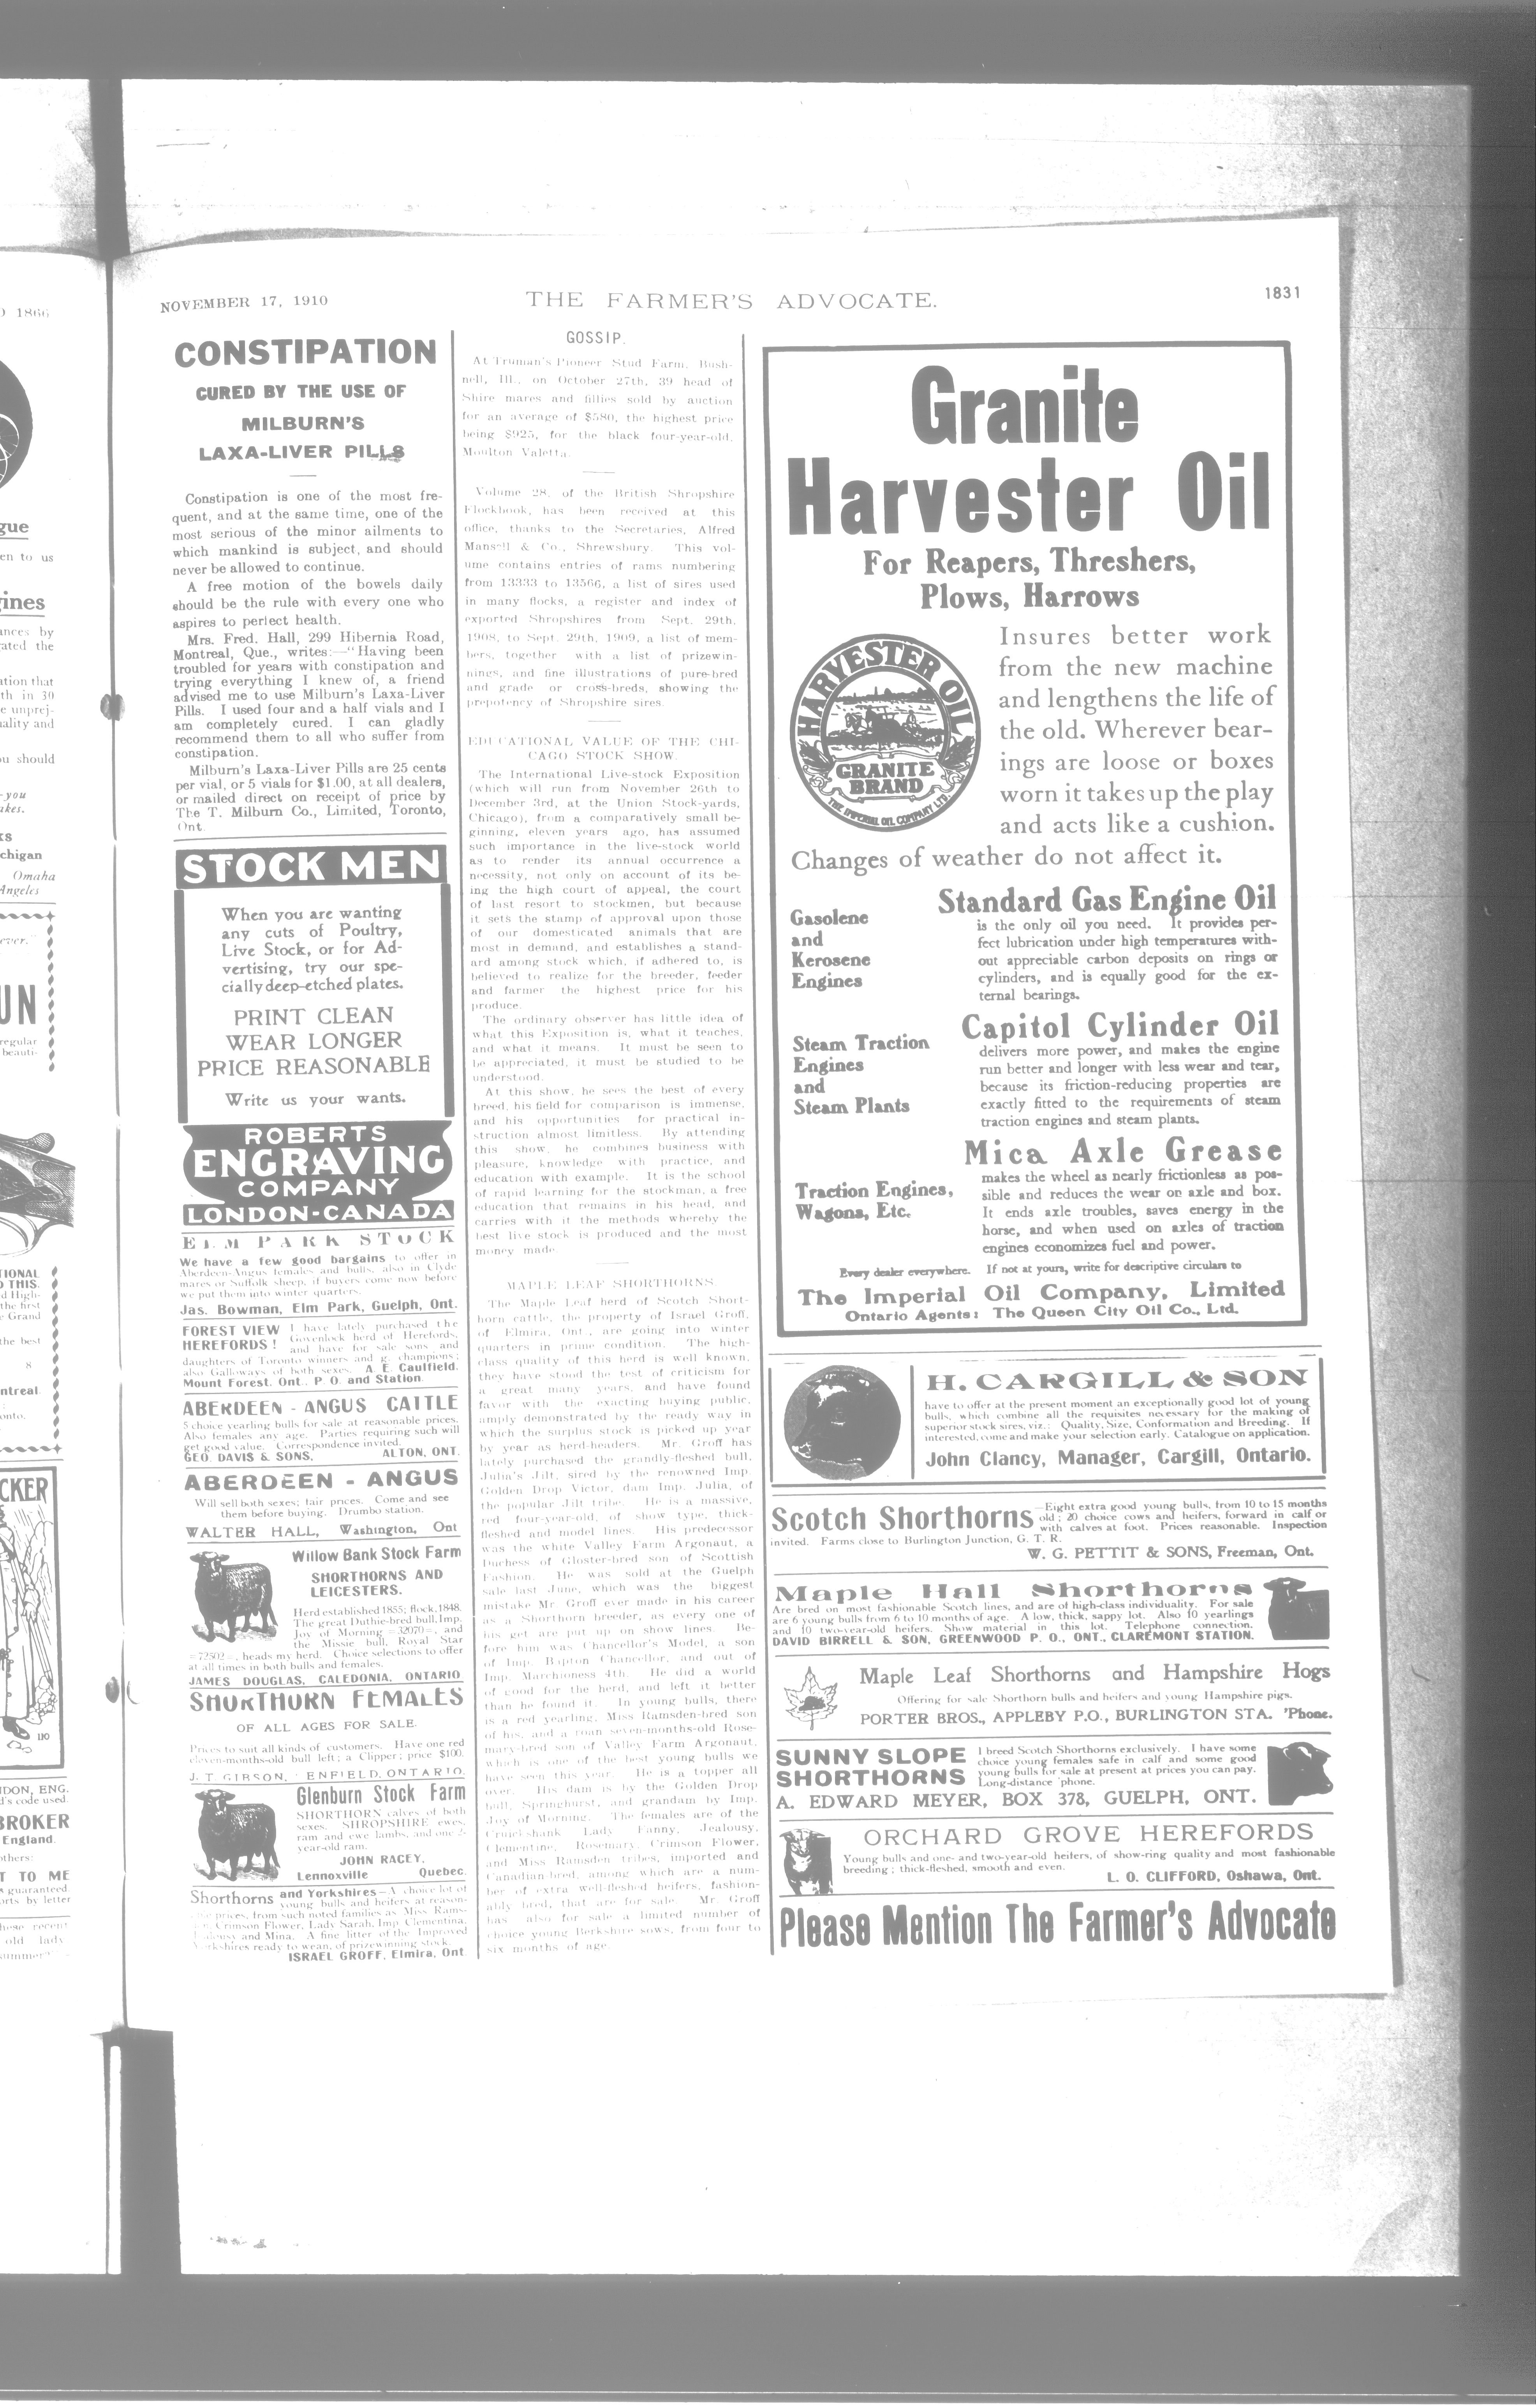 NOVEMBER 17, 1910
THE FARMER'S ADVOCATE.
1831
CONSTIPATION
CURED BY THE USE OF
MILBURN'S
LAXA-LIVER PILLS
Constipation is one of the most fre-
quent, and at the same time, one of the
most serious of the minor ailments to
which mankind is subject, and should
never be allowed to continue.
A free motion of the bowels daily
should be the rule with every one who
aspires to perfect health.
Mrs. Fred. Hall, 299 Hibernia Road,
Montreal, Que., writes:—"Having been
troubled for years with constipation and
trying everything I knew of, a friend
advised me to use Milburn's Laxa-Liver
Pills. I used four and a half vials and I
am completely cured. I can gladly
recommend them to all who suffer from
constipation.
Milburn's Laxa-Liver Pills are 25 cents
per vial, or 5 vials for $1.00, at all dealers,
or mailed direct on receipt of price by
The T. Milburn Co., Limited, Toronto,
Ont.
STOCK MEN
When you are wanting
any cuts of Poultry,
Live Stock, or for Ad-
vertising, try our spe-
cially deep-etched plates.
PRINT CLEAN
WEAR LONGER
PRICE REASONABLE
Write us your wants.
ROBERTS
ENGRAVING
COMPANY
LONDON-CANADA
ELM PARK STOCK
We have a few good bargains to offer in
Aberdeen-Angus females and bulls, also in Clyde
mares or Suffolk sheep, if buyers come now before
we put them into winter quarters.
Jas. Bowman, Elm Park, Guelph, Ont.
FOREST VIEW HEREFORDS! I have lately purchased the
Govenlock herd of Herefords,
and have for sale sons and
daughters of Toronto winners and g. champions;
also Galloways of both sexes. A. E. Caulfield,
Mount Forest, Ont., P. O. and Station.
ABERDEEN - ANGUS CATTLE
5 choice yearling bulls for sale at reasonable prices.
Also females any age. Parties requiring such will
get good value. Correspondence invited.
GEO. DAVIS & SONS, ALTON, ONT.
ABERDEEN - ANGUS
Will sell both sexes; fair prices. Come and see
them before buying. Drumbo station.
WALTER HALL, Washington, Ont
Willow Bank Stock Farm
SHORTHORNS AND
LEICESTERS.
Herd established 1855; flock, 1848.
The great Duthie-bred bull, Imp.
Joy of Morning =32070=, and
the Missie bull, Royal Star
=72502=, heads my herd. Choice selections to offer
at all times in both bulls and females.
JAMES DOUGLAS, CALEDONIA, ONTARIO
SHORTHORN FEMALES
OF ALL AGES FOR SALE.
Prices to suit all kinds of customers. Have one red
eleven-months-old bull left; a Clipper; price $100.
J. T. GIBSON, ENFIELD, ONTARIO.
Glenburn Stock Farm
SHORTHORN calves of both
sexes. SHROPSHIRE ewes,
ram and ewe lambs, and one 2-
year-old ram.
JOHN RACEY,
Lennoxville Quebec.
Shorthorns and Yorkshires—A choice lot of
young bulls and heifers at reason-
prices, from such noted families as Miss Rams-
Crimson Flower, Lady Sarah, Imp. Clementina,
and Mina. A fine litter of the Improved
Yorkshires ready to wean, of prizewinning stock.
ISRAEL GROFF, Elmira, Ont
GOSSIP.
At Truman's Pioneer Stud Farm, Bush-
nell, Ill., on October 27th, 39 head of
Shire mares and fillies sold by auction
for an average of $580, the highest price
being $925, for the black four-year-old,
Moulton Valetta.
Volume 28, of the British Shropshire
Flockbook, has been received at this
office, thanks to the Secretaries, Alfred
Mansell & Co., Shrewsbury. This vol-
ume contains entries of rams numbering
from 13333 to 13566, a list of sires used
in many flocks, a register and index of
exported Shropshires from Sept. 29th,
1908, to Sept. 29th, 1909, a list of mem-
bers, together with a list of prizewin-
nings, and fine illustrations of pure-bred
and grade or cross-breds, showing the
prepotency of Shropshire sires.
EDUCATIONAL VALUE OF THE CHI-
CAGO STOCK SHOW.
The International Live-stock Exposition
(which will run from November 26th to
December 3rd, at the Union Stock-yards,
Chicago), from a comparatively small be-
ginning, eleven years ago, has assumed
such importance in the live-stock world
as to render its annual occurrence a
necessity, not only on account of its be-
ing the high court of appeal, the court
of last resort to stockmen, but because
it sets the stamp of approval upon those
of our domesticated animals that are
most in demand, and establishes a stand-
ard among stock which, if adhered to, is
believed to realize for the breeder, feeder
and farmer the highest price for his
produce.
The ordinary observer has little idea of
what this Exposition is, what it teaches,
and what it means. It must be seen to
be appreciated, it must be studied to be
understood.
At this show, he sees the best of every
breed, his field for comparison is immense,
and his opportunities for practical in-
struction almost limitless. By attending
this show, he combines business with
pleasure, knowledge with practice, and
education with example. It is the school
of rapid learning for the stockman, a free
education that remains in his head, and
carries with it the methods whereby the
best live stock is produced and the most
money made.
MAPLE LEAF SHORTHORNS
The Maple Leaf herd of Scotch Short-
horn cattle, the property of Israel Groff,
of Elmira, Ont., are going into winter
quarters in prime condition. The high-
class quality of this herd is well known,
they have stood the test of criticism for
a great many years, and have found
favor with the exacting buying public,
amply demonstrated by the ready way in
which the surplus stock is picked up year
by year as herd-headers. Mr. Groff has
lately purchased the grandly-fleshed bull,
Julia's Jilt, sired by the renowned Imp.
Golden Drop Victor, dam Imp. Julia, of
the popular Jilt tribe. He is a massive,
red four-year-old, of show type, thick-
fleshed and model lines. His predecessor
was the white Valley Farm Argonaut, a
Duchess of Gloster-bred son of Scottish
Fashion. He was sold at the Guelph
sale last June, which was the biggest
mistake Mr. Groff ever made in his career
as a Shorthorn breeder, as every one of
his get are put up on show lines. Be-
fore him was Chancellor's Model, a son
of Imp. Bapton Chancellor, and out of
Imp. Marchioness 4th. He did a world
of good for the herd, and left it better
than he found it. In young bulls, there
is a red yearling, Miss Ramsden-bred son
of his, and a roan seven-months-old Rose-
mary-bred son of Valley Farm Argonaut,
which is one of the best young bulls we
have seen this year. He is a topper all
over. His dam is by the Golden Drop
bull, Springhurst, and grandam by Imp.
Joy of Morning. The females are of the
Cruickshank Lady Fanny, Jealousy,
Clementine, Rosemary, Crimson Flower,
and Miss Ramsden tribes, imported and
Canadian-bred, among which are a num-
ber of extra well-fleshed heifers, fashion-
ably bred, that are for sale. Mr. Groff
has also for sale a limited number of
choice young Berkshire sows, from four to
six months of age.
Granite
Harvester Oil
For Reapers, Threshers,
Plows, Harrows
HARVESTER OIL
GRANITE
BRAND
THE IMPERIAL OIL COMPANY LTD.
Insures better work
from the new machine
and lengthens the life of
the old. Wherever bear-
ings are loose or boxes
worn it takes up the play
and acts like a cushion.
Changes of weather do not affect it.
Gasolene
and
Kerosene
Engines
Standard Gas Engine Oil
is the only oil you need. It provides per-
fect lubrication under high temperatures with-
out appreciable carbon deposits on rings or
cylinders, and is equally good for the ex-
ternal bearings.
Steam Traction
Engines
and
Steam Plants
Capitol Cylinder Oil
delivers more power, and makes the engine
run better and longer with less wear and tear,
because its friction-reducing properties are
exactly fitted to the requirements of steam
traction engines and steam plants.
Traction Engines,
Wagons, Etc.
Mica Axle Grease
makes the wheel as nearly frictionless as pos-
sible and reduces the wear on axle and box.
It ends axle troubles, saves energy in the
horse, and when used on axles of traction
engines economizes fuel and power.
Every dealer everywhere. If not at yours, write for descriptive circulars to
The Imperial Oil Company, Limited
Ontario Agents: The Queen City Oil Co., Ltd.
H. CARGILL & SON
have to offer at the present moment an exceptionally good lot of young
bulls, which combine all the requisites necessary for the making of
superior stock sires, viz.: Quality, Size, Conformation and Breeding. If
interested, come and make your selection early. Catalogue on application.
John Clancy, Manager, Cargill, Ontario.
Scotch Shorthorns—Eight extra good young bulls, from 10 to 15 months
old; 20 choice cows and heifers, forward in calf or
with calves at foot. Prices reasonable. Inspection
invited. Farms close to Burlington Junction, G. T. R.
W. G. PETTIT & SONS, Freeman, Ont.
Maple Hall Shorthorns
Are bred on most fashionable Scotch lines, and are of high-class individuality. For sale
are 6 young bulls from 6 to 10 months of age. A low, thick, sappy lot. Also 10 yearlings
and 10 two-year-old heifers. Show material in this lot. Telephone connection.
DAVID BIRRELL & SON, GREENWOOD P. O., ONT., CLAREMONT STATION.
Maple Leaf Shorthorns and Hampshire Hogs
Offering for sale Shorthorn bulls and heifers and young Hampshire pigs.
PORTER BROS., APPLEBY P.O., BURLINGTON STA. 'Phone.
SUNNY SLOPE
SHORTHORNS
I breed Scotch Shorthorns exclusively. I have some
choice young females safe in calf and some good
young bulls for sale at present at prices you can pay.
Long-distance 'phone.
A. EDWARD MEYER, BOX 378, GUELPH, ONT.
ORCHARD GROVE HEREFORDS
Young bulls and one- and two-year-old heifers, of show-ring quality and most fashionable
breeding; thick-fleshed, smooth and even.
L. O. CLIFFORD, Oshawa, Ont.
Please Mention The Farmer's Advocate